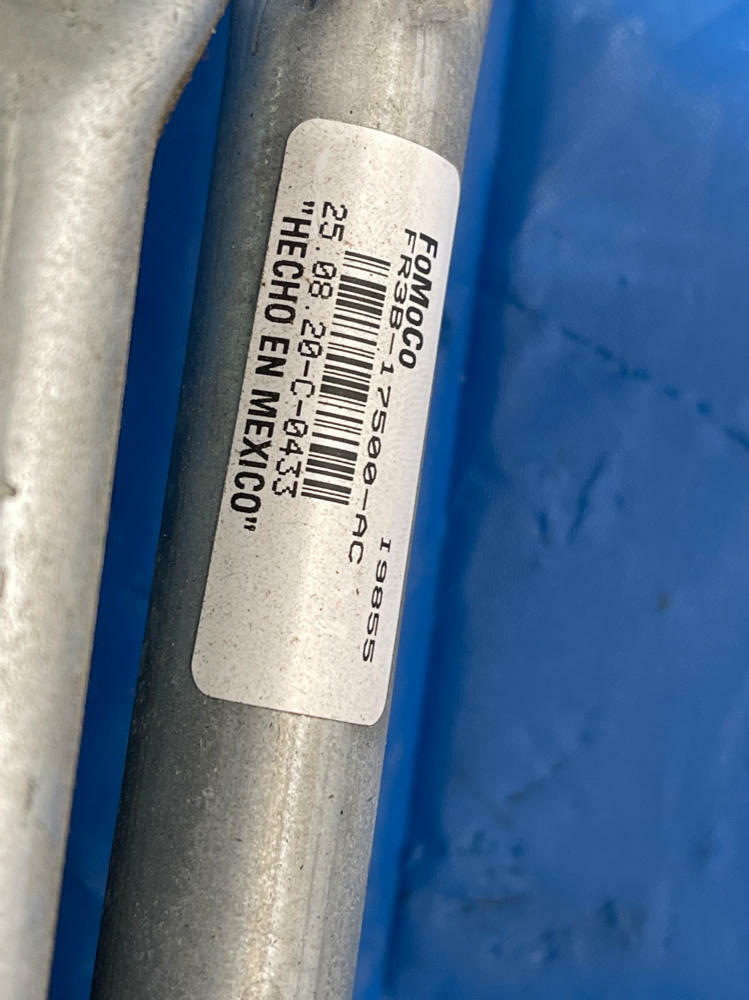 FoMoCo
FR3B-17500-AC
I9855
25.08.20-C-0433
"HECHO EN MEXICO"